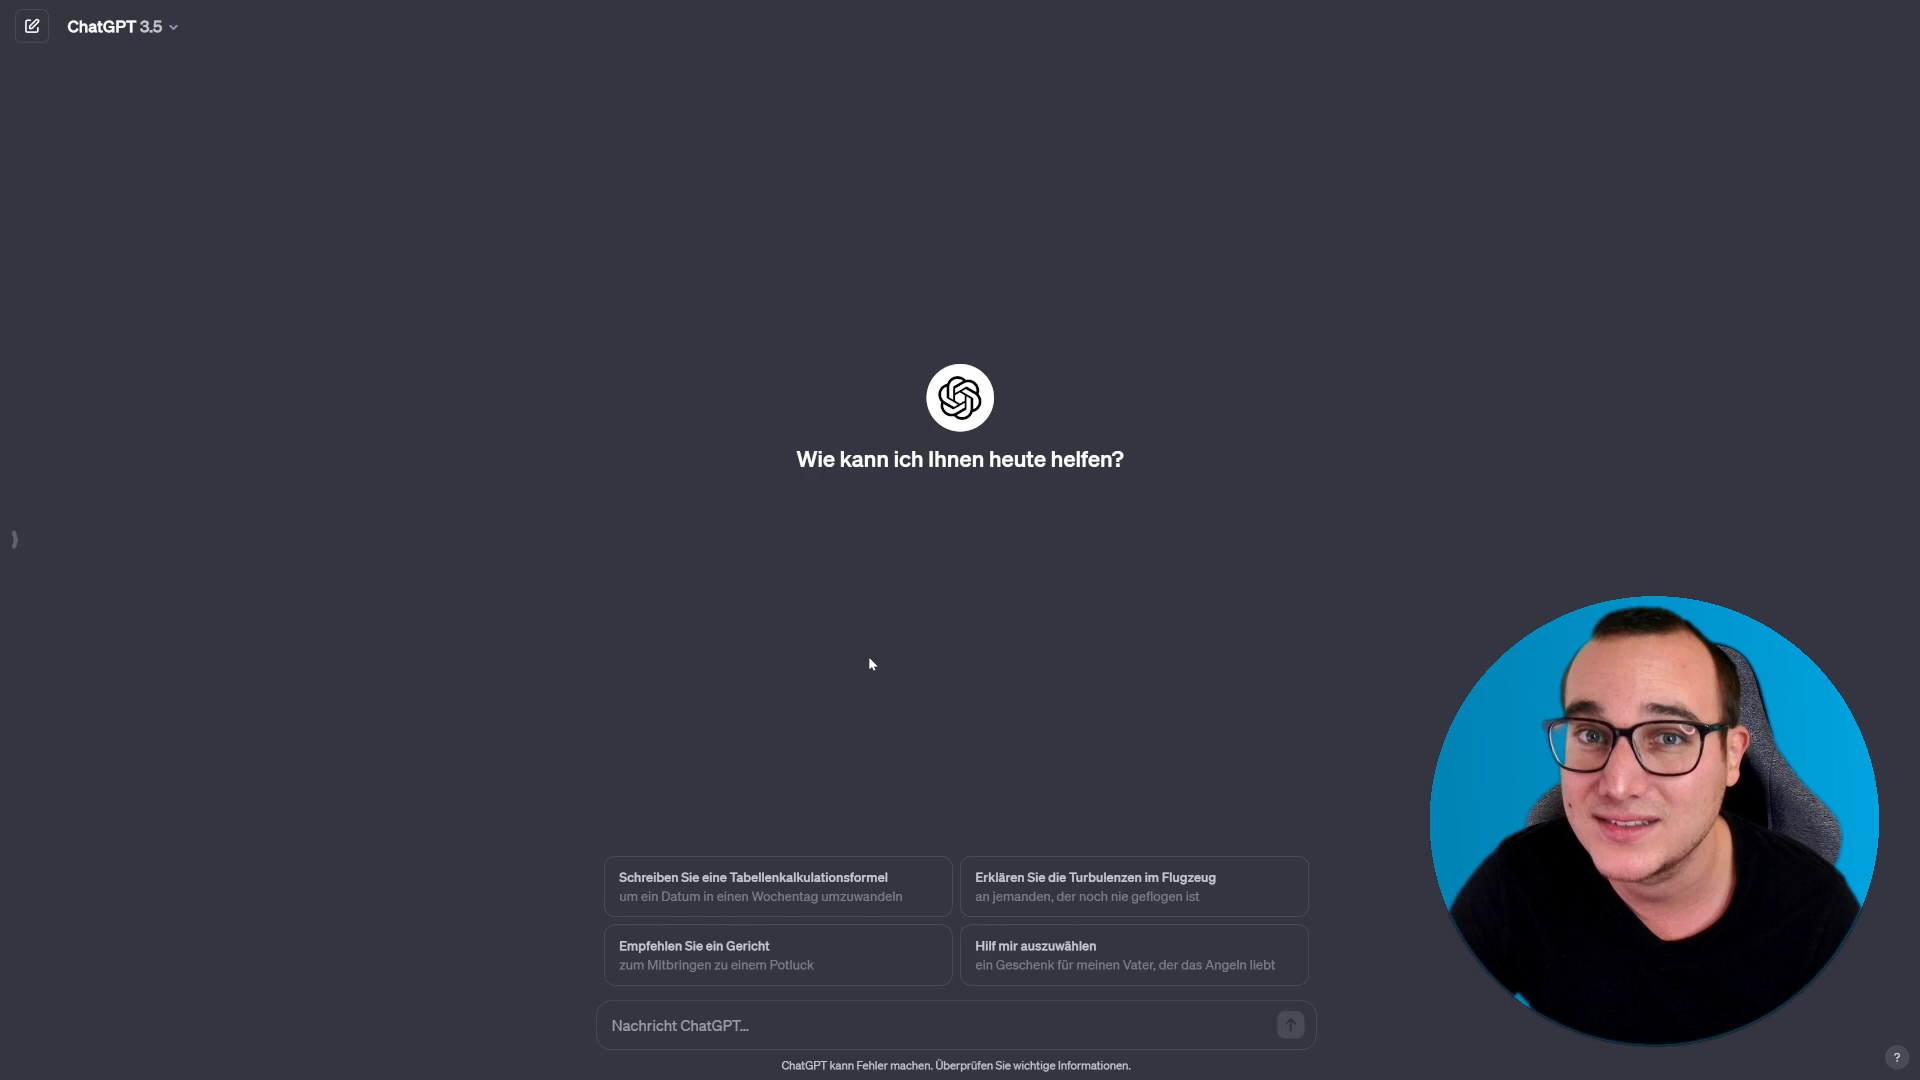 ChatGPT 3.5
Wie kann ich Ihnen heute helfen?
Schreiben Sie eine Tabellenkalkulationsformel
um ein Datum in einen Wochentag umzuwandeln
Erklären Sie die Turbulenzen im Flugzeug
an jemanden, der noch nie geflogen ist
Empfehlen Sie ein Gericht
zum Mitbringen zu einem Potluck
Hilf mir auszuwählen
ein Geschenk für meinen Vater, der das Angeln liebt
Nachricht ChatGPT...
ChatGPT kann Fehler machen. Überprüfen Sie wichtige Informationen.
?